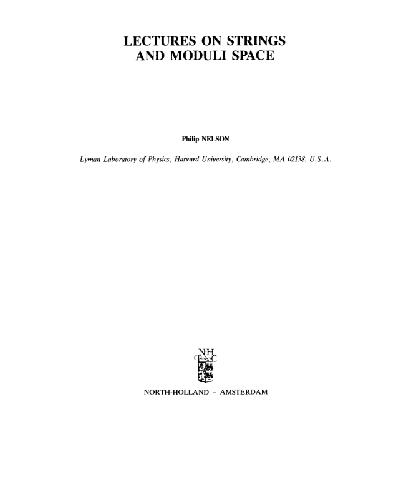 LECTURES ON STRINGS
AND MODULI SPACE
Philip NELSON
Lyman Laboratory of Physics, Harvard University, Cambridge, MA 02138, U.S.A.
NH
NORTH-HOLLAND - AMSTERDAM